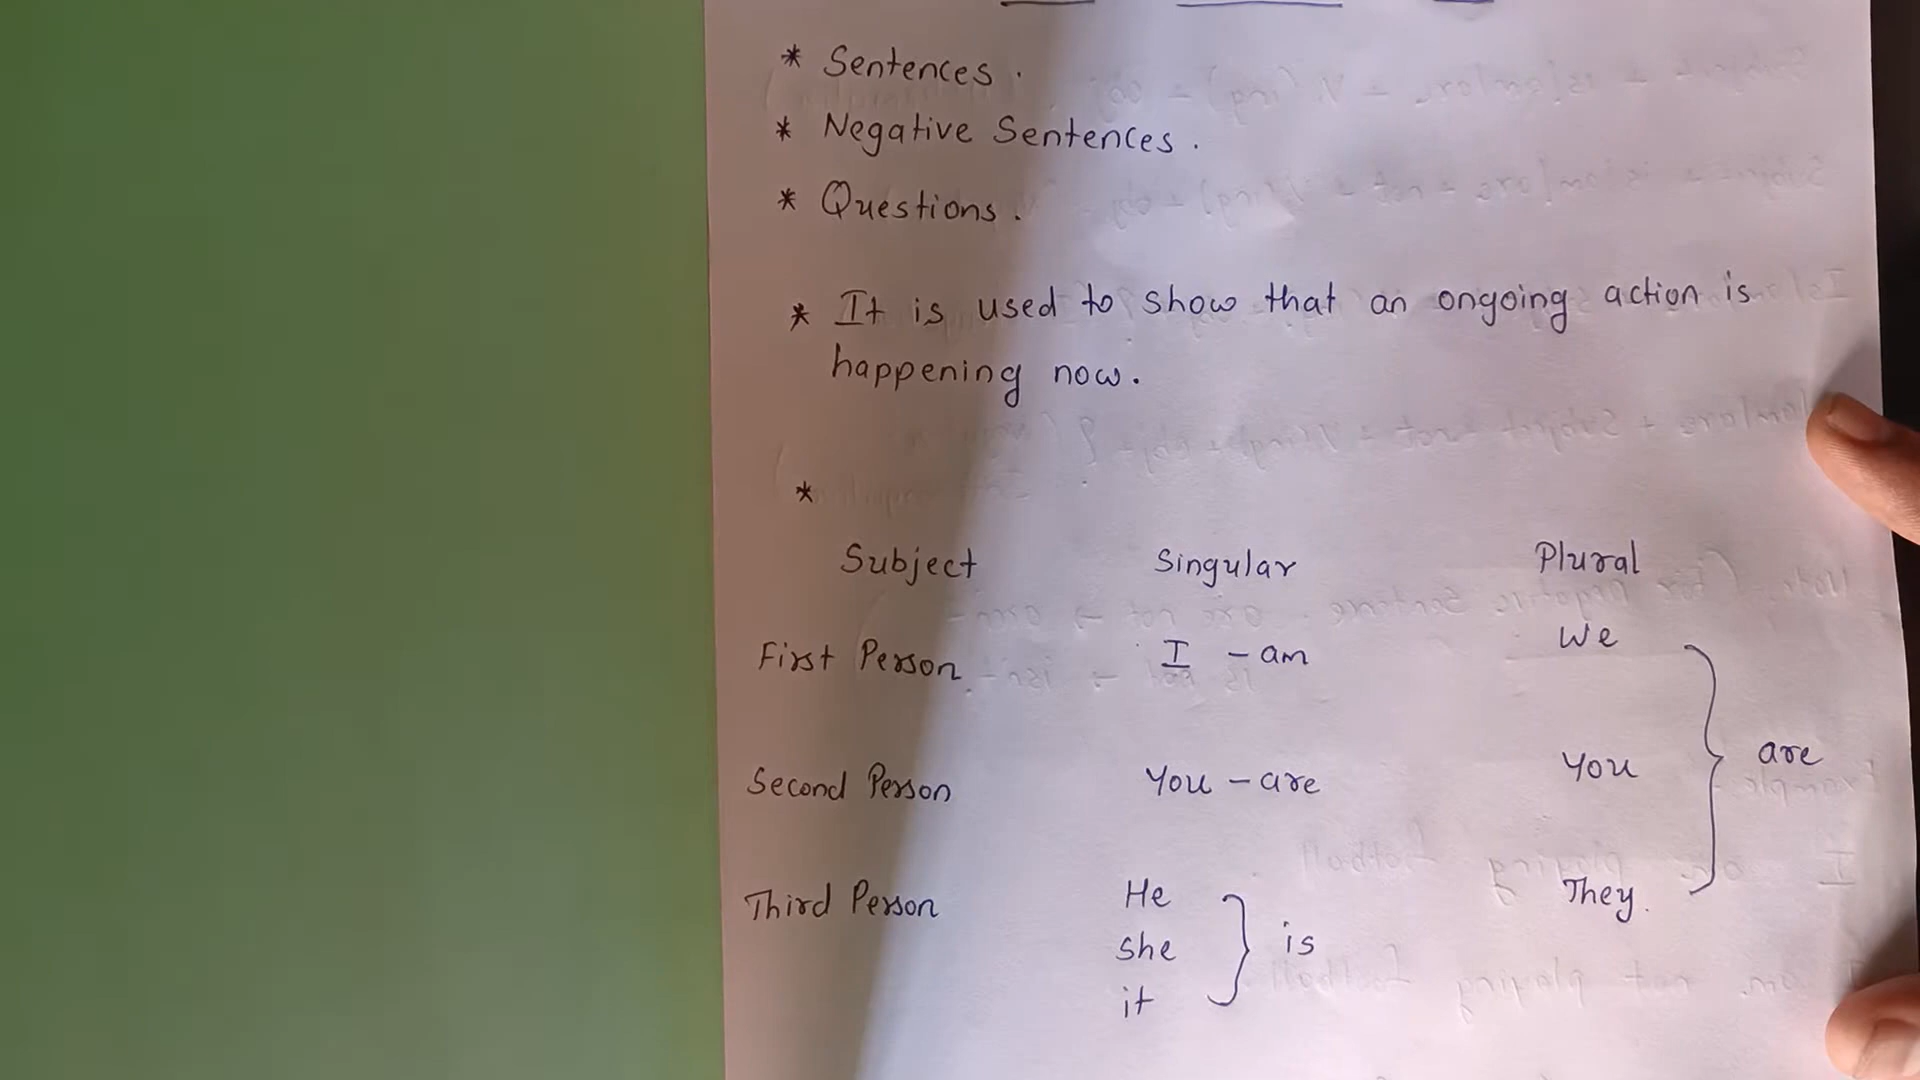 * Sentences.
* Negative Sentences.
* Questions.
* It is used to show that an ongoing action is
happening now.
*
Subject Singular Plural
First Person I - am We
Second Person You - are You } are
Third Person He They.
she } is
it